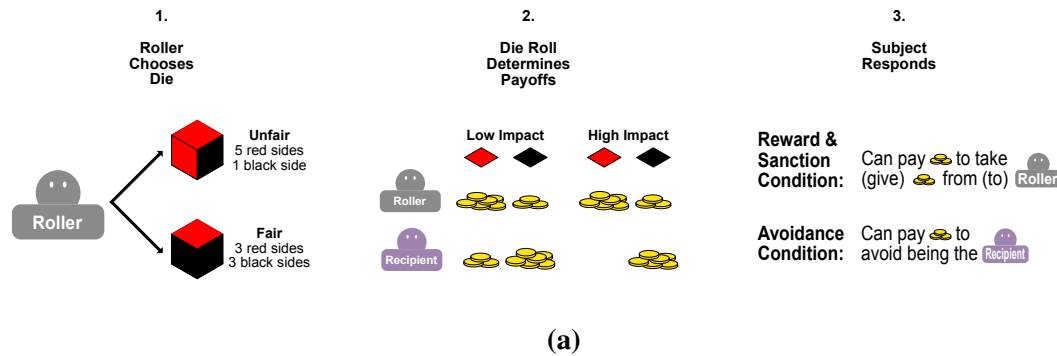 1.
Roller
Chooses
Die
Unfair
5 red sides
1 black side
Roller
Fair
3 red sides
3 black sides
2.
Die Roll
Determines
Payoffs
Low Impact
High Impact
Roller
Recipient
3.
Subject
Responds
Reward &
Sanction
Condition:
Can pay to take
(give) from (to) Roller
Avoidance
Condition:
Can pay to
avoid being the Recipient
(a)